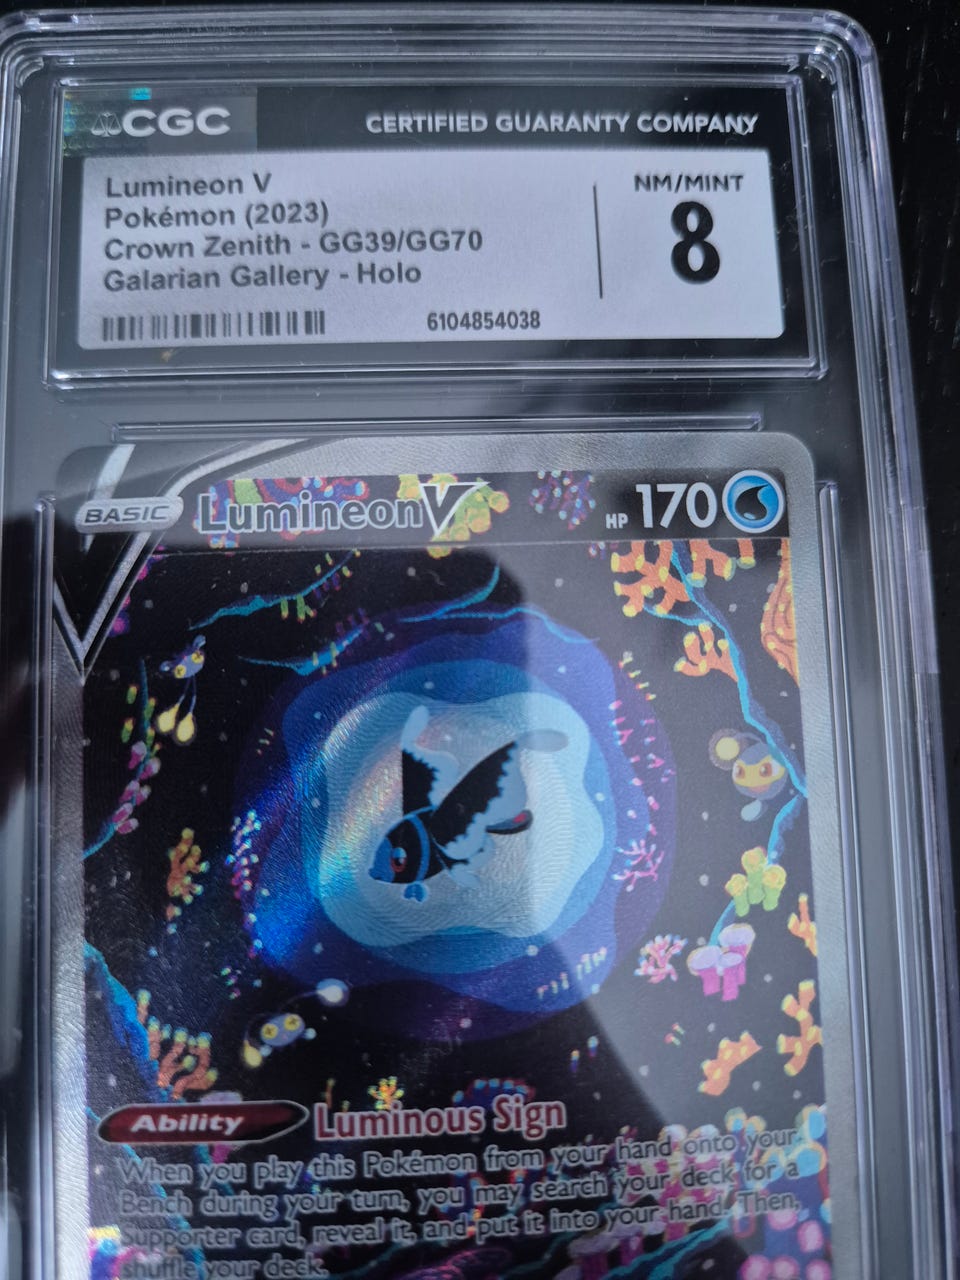 CGC
CERTIFIED GUARANTY COMPANY
Lumineon V
Pokémon (2023)
Crown Zenith - GG39/GG70
Galarian Gallery - Holo
6104854038
NM/MINT
8
BASIC
Lumineon V
HP 170
Ability Luminous Sign
When you play this Pokémon from your hand onto your
Bench during your turn, you may search your deck for a
Supporter card, reveal it, and put it into your hand. Then,
shuffle your deck.